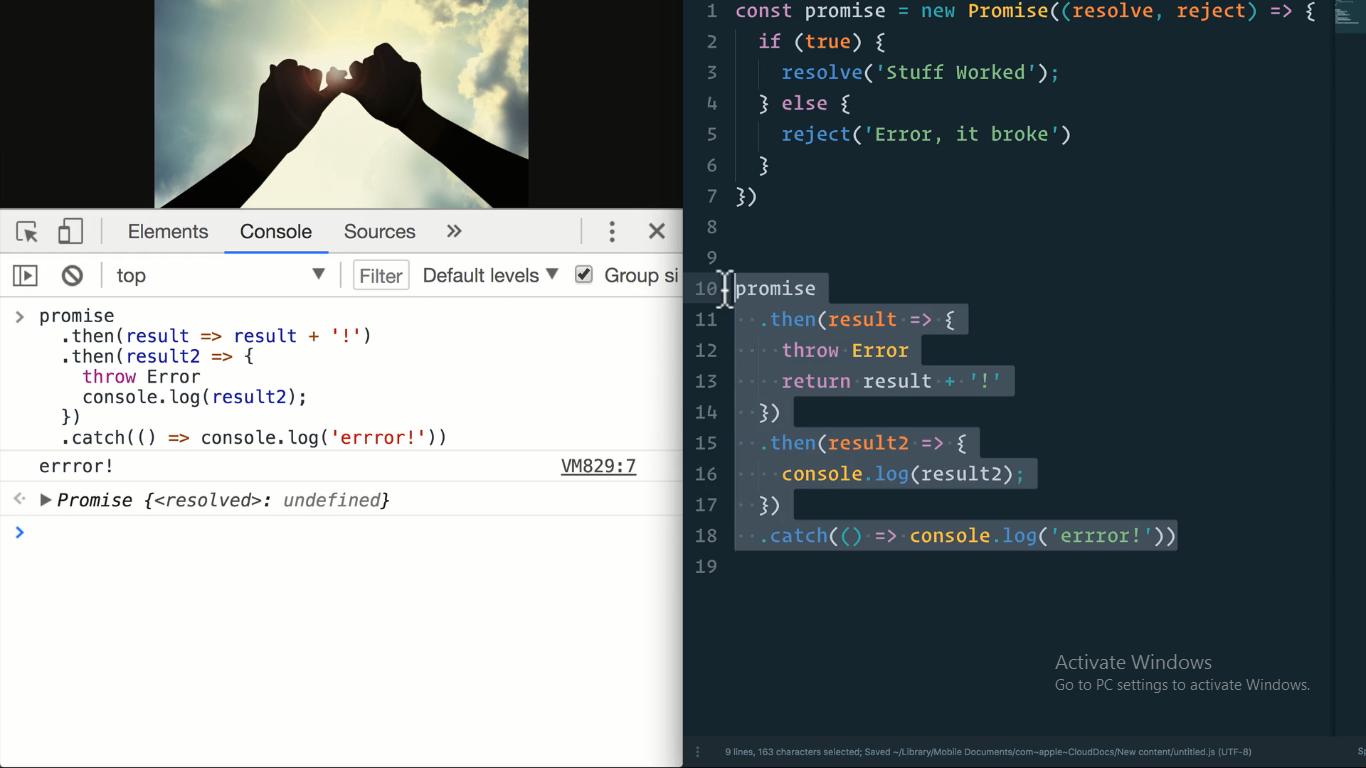 Elements Console Sources »
top Filter Default levels Group si
promise
.then(result => result + '!')
.then(result2 => {
throw Error
console.log(result2);
})
.catch(() => console.log('errror!'))
errror! VM829:7
Promise {<resolved>: undefined}
1 const promise = new Promise((resolve, reject) => {
2 if (true) {
3 resolve('Stuff Worked');
4 } else {
5 reject('Error, it broke')
6 }
7 })
8
9
10 promise
11 .then(result => {
12 throw Error
13 return result + '!'
14 })
15 .then(result2 => {
16 console.log(result2);
17 })
18 .catch(() => console.log('errror!'))
19
Activate Windows
Go to PC settings to activate Windows.
9 lines, 163 characters selected; Saved ~/Library/Mobile Documents/com~apple~CloudDocs/New content/untitled.js (UTF-8) Sp